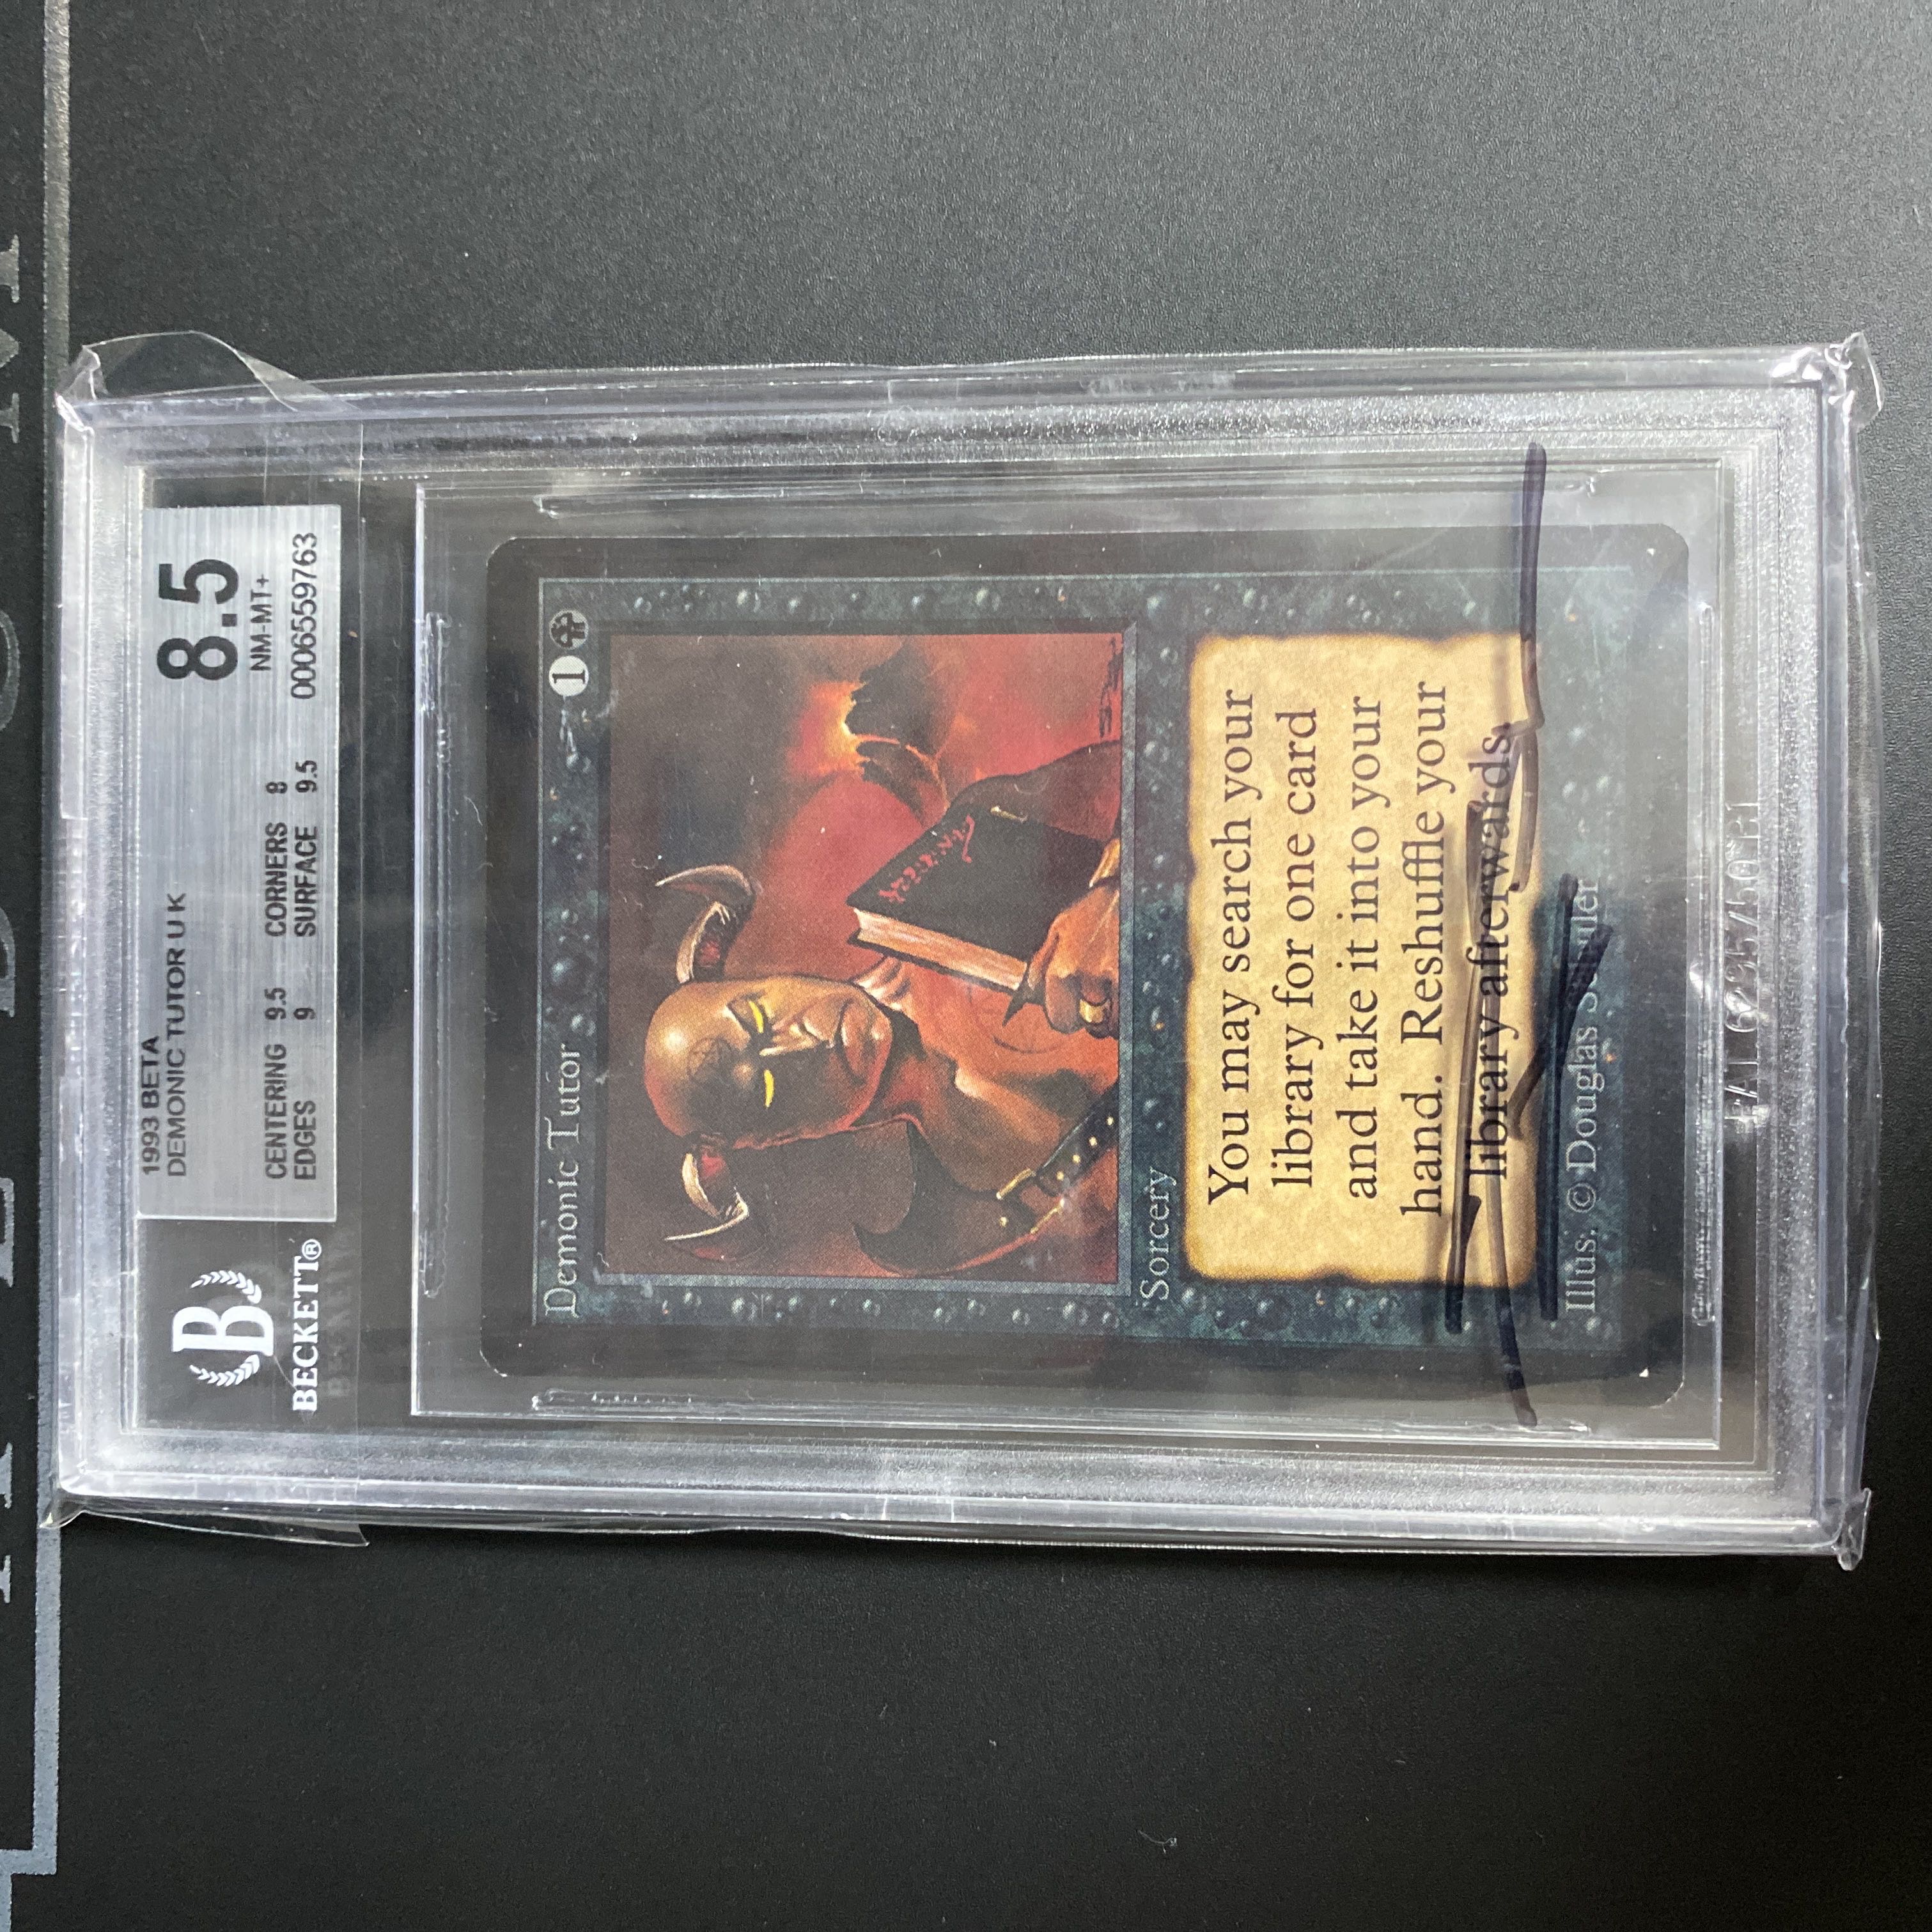 1993 BETA
DEMONIC TUTOR U K
CENTERING 9.5 CORNERS 8
EDGES 9 SURFACE 9.5
8.5
NM-MT+
0006559763
B
BECKETT®
Demonic Tutor 1
Sorcery
You may search your
library for one card
and take it into your
hand. Reshuffle your
library afterwards.
Illus: © Douglas Shuler